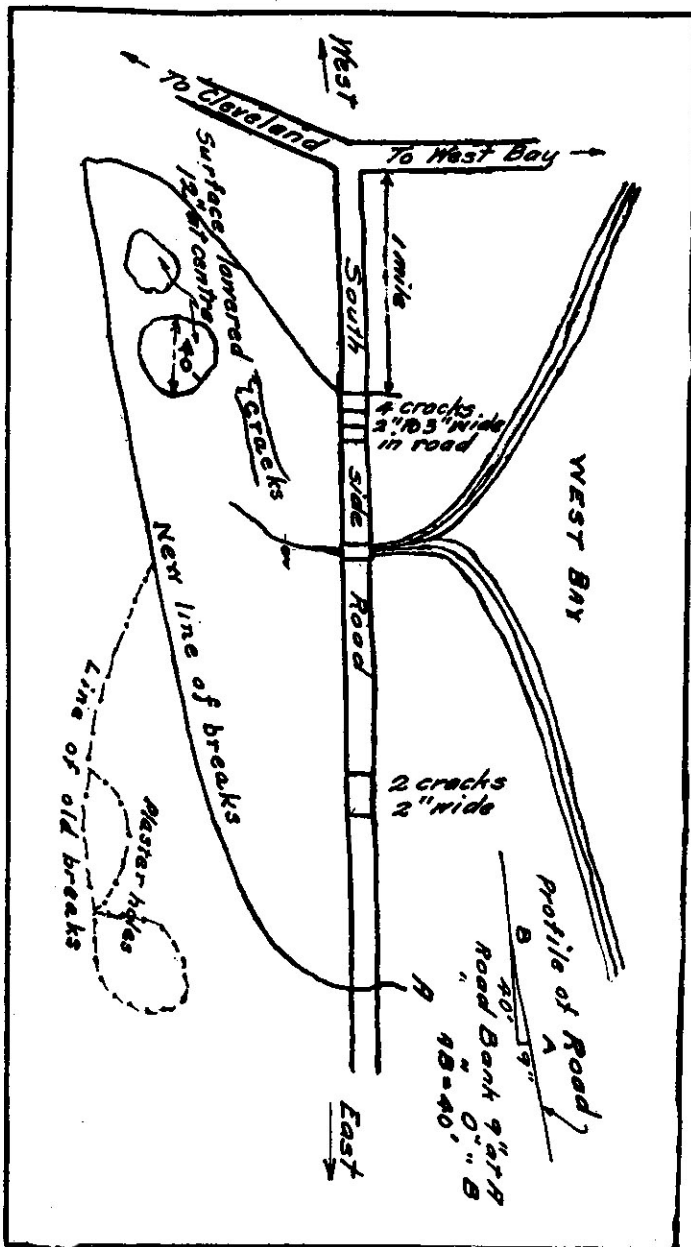 West
To Cleveland
To West Bay
1 mile
Surface lowered
12" at centre
40'
Cracks
4 cracks
2" to 3" wide
in road
South side Road
WEST BAY
New line of breaks
Line of old breaks
Plaster holes
2 cracks
2" wide
Profile of Road
A
B
40'
9"
Road Bank 9" at A
" " 0" " B
AB=40'
A
East